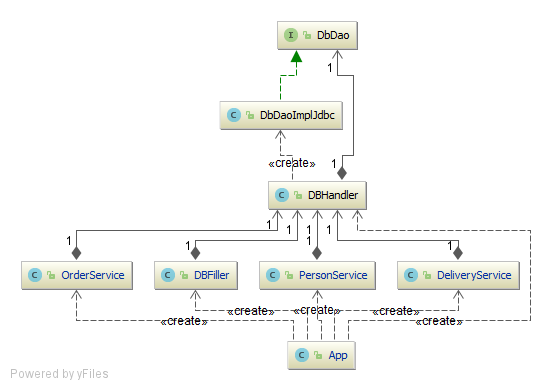 I DbDao
1
C DbDaoImplJdbc
«create»
1
C DBHandler
1 1 1 1
1 1 1 1
C OrderService C DBFiller C PersonService C DeliveryService
«create» «create» «create» «create» «create»
C App
Powered by yFiles